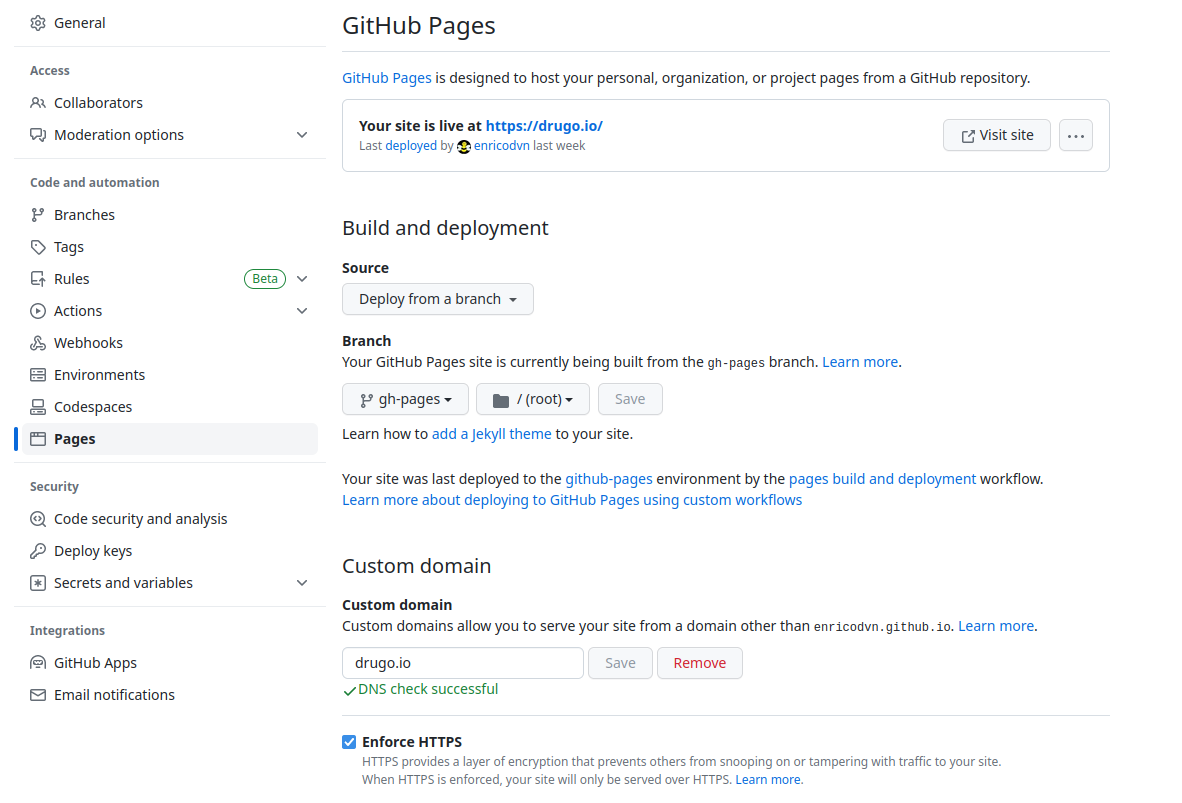 General
Access
Collaborators
Moderation options
Code and automation
Branches
Tags
Rules Beta
Actions
Webhooks
Environments
Codespaces
Pages
Security
Code security and analysis
Deploy keys
Secrets and variables
Integrations
GitHub Apps
Email notifications
GitHub Pages
GitHub Pages is designed to host your personal, organization, or project pages from a GitHub repository.
Your site is live at https://drugo.io/
Last deployed by enricodvn last week
Visit site
Build and deployment
Source
Deploy from a branch
Branch
Your GitHub Pages site is currently being built from the gh-pages branch. Learn more.
gh-pages / (root) Save
Learn how to add a Jekyll theme to your site.
Your site was last deployed to the github-pages environment by the pages build and deployment workflow.
Learn more about deploying to GitHub Pages using custom workflows
Custom domain
Custom domain
Custom domains allow you to serve your site from a domain other than enricodvn.github.io. Learn more.
drugo.io Save Remove
DNS check successful
Enforce HTTPS
HTTPS provides a layer of encryption that prevents others from snooping on or tampering with traffic to your site.
When HTTPS is enforced, your site will only be served over HTTPS. Learn more.